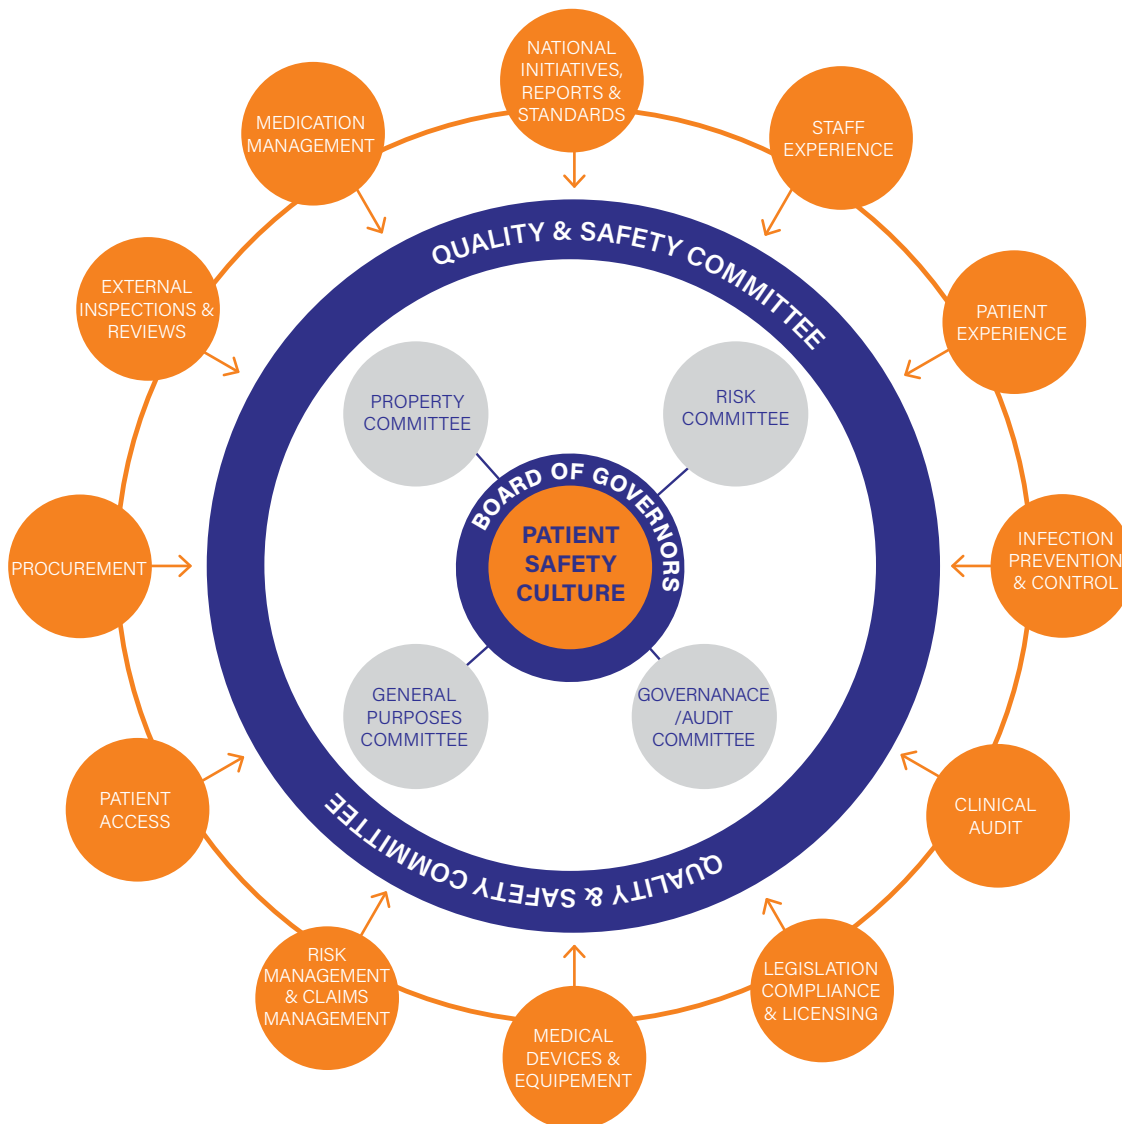 NATIONAL
INITIATIVES,
REPORTS &
STANDARDS
STAFF
EXPERIENCE
PATIENT
EXPERIENCE
INFECTION
PREVENTION
& CONTROL
CLINICAL
AUDIT
LEGISLATION
COMPLIANCE
& LICENSING
MEDICAL
DEVICES &
EQUIPEMENT
RISK
MANAGEMENT
& CLAIMS
MANAGEMENT
PATIENT
ACCESS
PROCUREMENT
EXTERNAL
INSPECTIONS &
REVIEWS
MEDICATION
MANAGEMENT
QUALITY & SAFETY COMMITTEE
QUALITY & SAFETY COMMITTEE
PROPERTY
COMMITTEE
RISK
COMMITTEE
BOARD OF GOVERNORS
PATIENT
SAFETY
CULTURE
GENERAL
PURPOSES
COMMITTEE
GOVERNANACE
/AUDIT
COMMITTEE